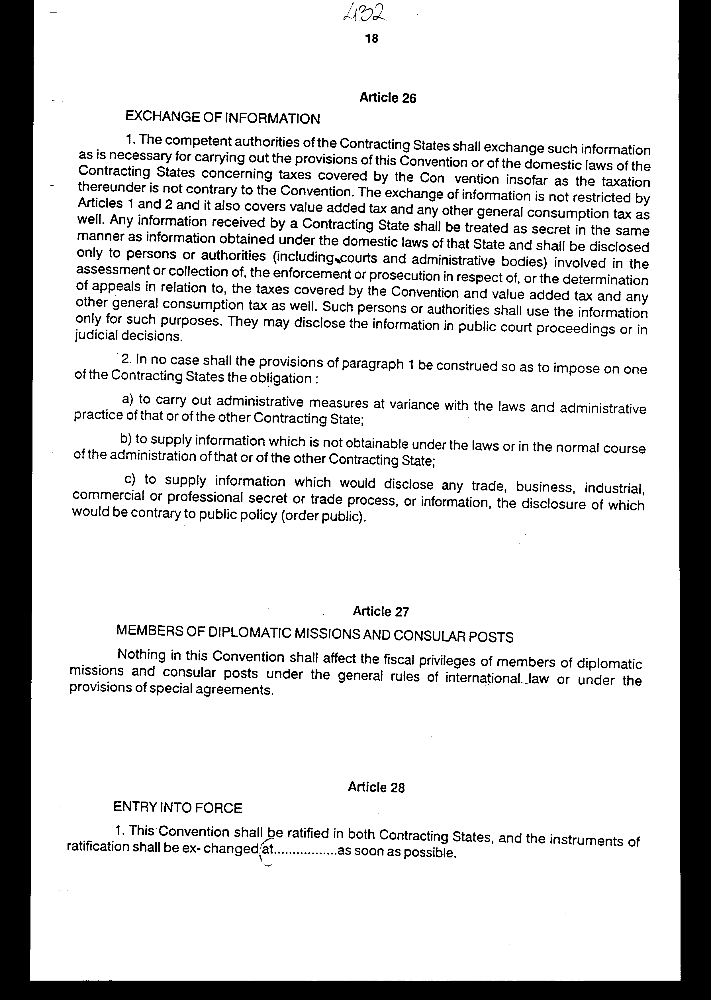 432
18
Article 26
EXCHANGE OF INFORMATION
1. The competent authorities of the Contracting States shall exchange such information
as is necessary for carrying out the provisions of this Convention or of the domestic laws of the
Contracting States concerning taxes covered by the Con vention insofar as the taxation
thereunder is not contrary to the Convention. The exchange of information is not restricted by
Articles 1 and 2 and it also covers value added tax and any other general consumption tax as
well. Any information received by a Contracting State shall be treated as secret in the same
manner as information obtained under the domestic laws of that State and shall be disclosed
only to persons or authorities (including courts and administrative bodies) involved in the
assessment or collection of, the enforcement or prosecution in respect of, or the determination
of appeals in relation to, the taxes covered by the Convention and value added tax and any
other general consumption tax as well. Such persons or authorities shall use the information
only for such purposes. They may disclose the information in public court proceedings or in
judicial decisions.
2. In no case shall the provisions of paragraph 1 be construed so as to impose on one
of the Contracting States the obligation :
a) to carry out administrative measures at variance with the laws and administrative
practice of that or of the other Contracting State;
b) to supply information which is not obtainable under the laws or in the normal course
of the administration of that or of the other Contracting State;
c) to supply information which would disclose any trade, business, industrial,
commercial or professional secret or trade process, or information, the disclosure of which
would be contrary to public policy (order public).
Article 27
MEMBERS OF DIPLOMATIC MISSIONS AND CONSULAR POSTS
Nothing in this Convention shall affect the fiscal privileges of members of diplomatic
missions and consular posts under the general rules of international law or under the
provisions of special agreements.
Article 28
ENTRY INTO FORCE
1. This Convention shall be ratified in both Contracting States, and the instruments of
ratification shall be ex- changed at.................as soon as possible.